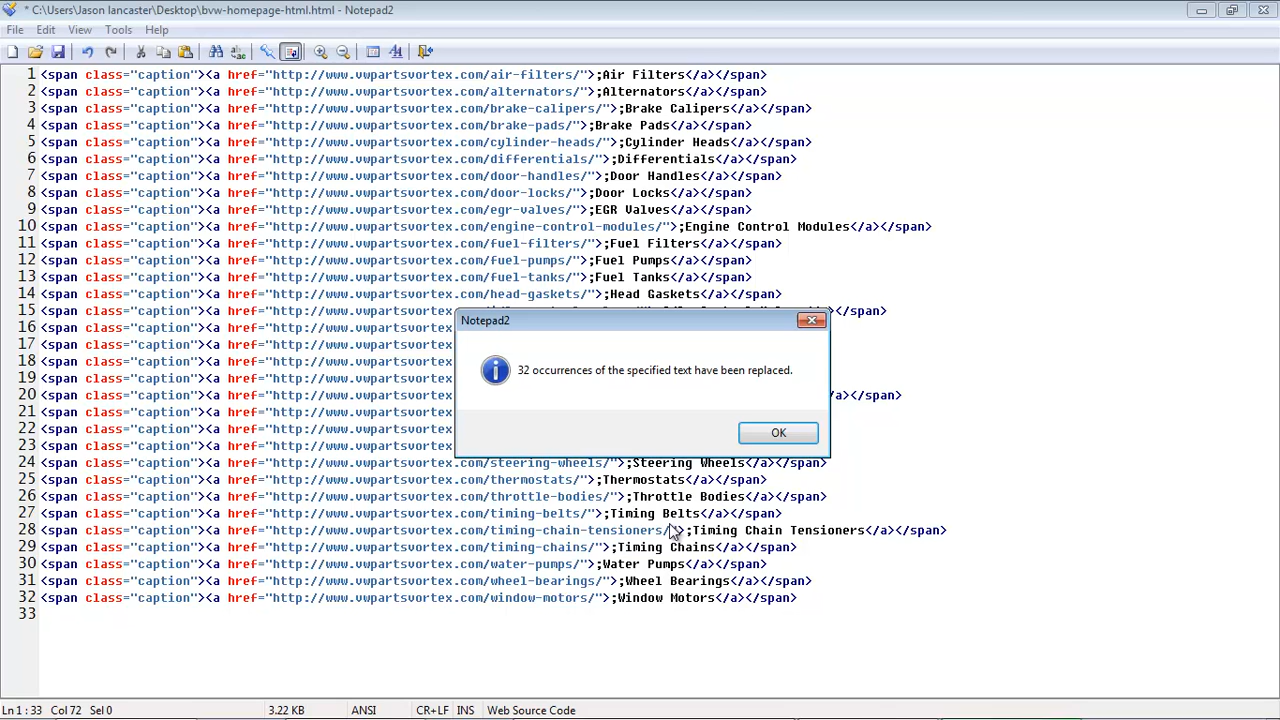 * C:\Users\Jason lancaster\Desktop\bvw-homepage-html.html - Notepad2
File Edit View Tools Help
1 <span class="caption"><a href="http://www.vwpartsvortex.com/air-filters/">;Air Filters</a></span>
2 <span class="caption"><a href="http://www.vwpartsvortex.com/alternators/">;Alternators</a></span>
3 <span class="caption"><a href="http://www.vwpartsvortex.com/brake-calipers/">;Brake Calipers</a></span>
4 <span class="caption"><a href="http://www.vwpartsvortex.com/brake-pads/">;Brake Pads</a></span>
5 <span class="caption"><a href="http://www.vwpartsvortex.com/cylinder-heads/">;Cylinder Heads</a></span>
6 <span class="caption"><a href="http://www.vwpartsvortex.com/differentials/">;Differentials</a></span>
7 <span class="caption"><a href="http://www.vwpartsvortex.com/door-handles/">;Door Handles</a></span>
8 <span class="caption"><a href="http://www.vwpartsvortex.com/door-locks/">;Door Locks</a></span>
9 <span class="caption"><a href="http://www.vwpartsvortex.com/egr-valves/">;EGR Valves</a></span>
10 <span class="caption"><a href="http://www.vwpartsvortex.com/engine-control-modules/">;Engine Control Modules</a></span>
11 <span class="caption"><a href="http://www.vwpartsvortex.com/fuel-filters/">;Fuel Filters</a></span>
12 <span class="caption"><a href="http://www.vwpartsvortex.com/fuel-pumps/">;Fuel Pumps</a></span>
13 <span class="caption"><a href="http://www.vwpartsvortex.com/fuel-tanks/">;Fuel Tanks</a></span>
14 <span class="caption"><a href="http://www.vwpartsvortex.com/head-gaskets/">;Head Gaskets</a></span>
15 <span class="caption"><a href="http://www.vwpartsvortex /a></span>
16 <span class="caption"><a href="http://www.vwpartsvortex
17 <span class="caption"><a href="http://www.vwpartsvortex
18 <span class="caption"><a href="http://www.vwpartsvortex
19 <span class="caption"><a href="http://www.vwpartsvortex
20 <span class="caption"><a href="http://www.vwpartsvortex /a></span>
21 <span class="caption"><a href="http://www.vwpartsvortex
22 <span class="caption"><a href="http://www.vwpartsvortex
23 <span class="caption"><a href="http://www.vwpartsvortex
Notepad2
32 occurrences of the specified text have been replaced.
OK
24 <span class="caption"><a href="http://www.vwpartsvortex.com/steering-wheels/">;Steering Wheels</a></span>
25 <span class="caption"><a href="http://www.vwpartsvortex.com/thermostats/">;Thermostats</a></span>
26 <span class="caption"><a href="http://www.vwpartsvortex.com/throttle-bodies/">;Throttle Bodies</a></span>
27 <span class="caption"><a href="http://www.vwpartsvortex.com/timing-belts/">;Timing Belts</a></span>
28 <span class="caption"><a href="http://www.vwpartsvortex.com/timing-chain-tensioners/">;Timing Chain Tensioners</a></span>
29 <span class="caption"><a href="http://www.vwpartsvortex.com/timing-chains/">;Timing Chains</a></span>
30 <span class="caption"><a href="http://www.vwpartsvortex.com/water-pumps/">;Water Pumps</a></span>
31 <span class="caption"><a href="http://www.vwpartsvortex.com/wheel-bearings/">;Wheel Bearings</a></span>
32 <span class="caption"><a href="http://www.vwpartsvortex.com/window-motors/">;Window Motors</a></span>
33
Ln 1 : 33 Col 72 Sel 0 3.22 KB ANSI CR+LF INS Web Source Code